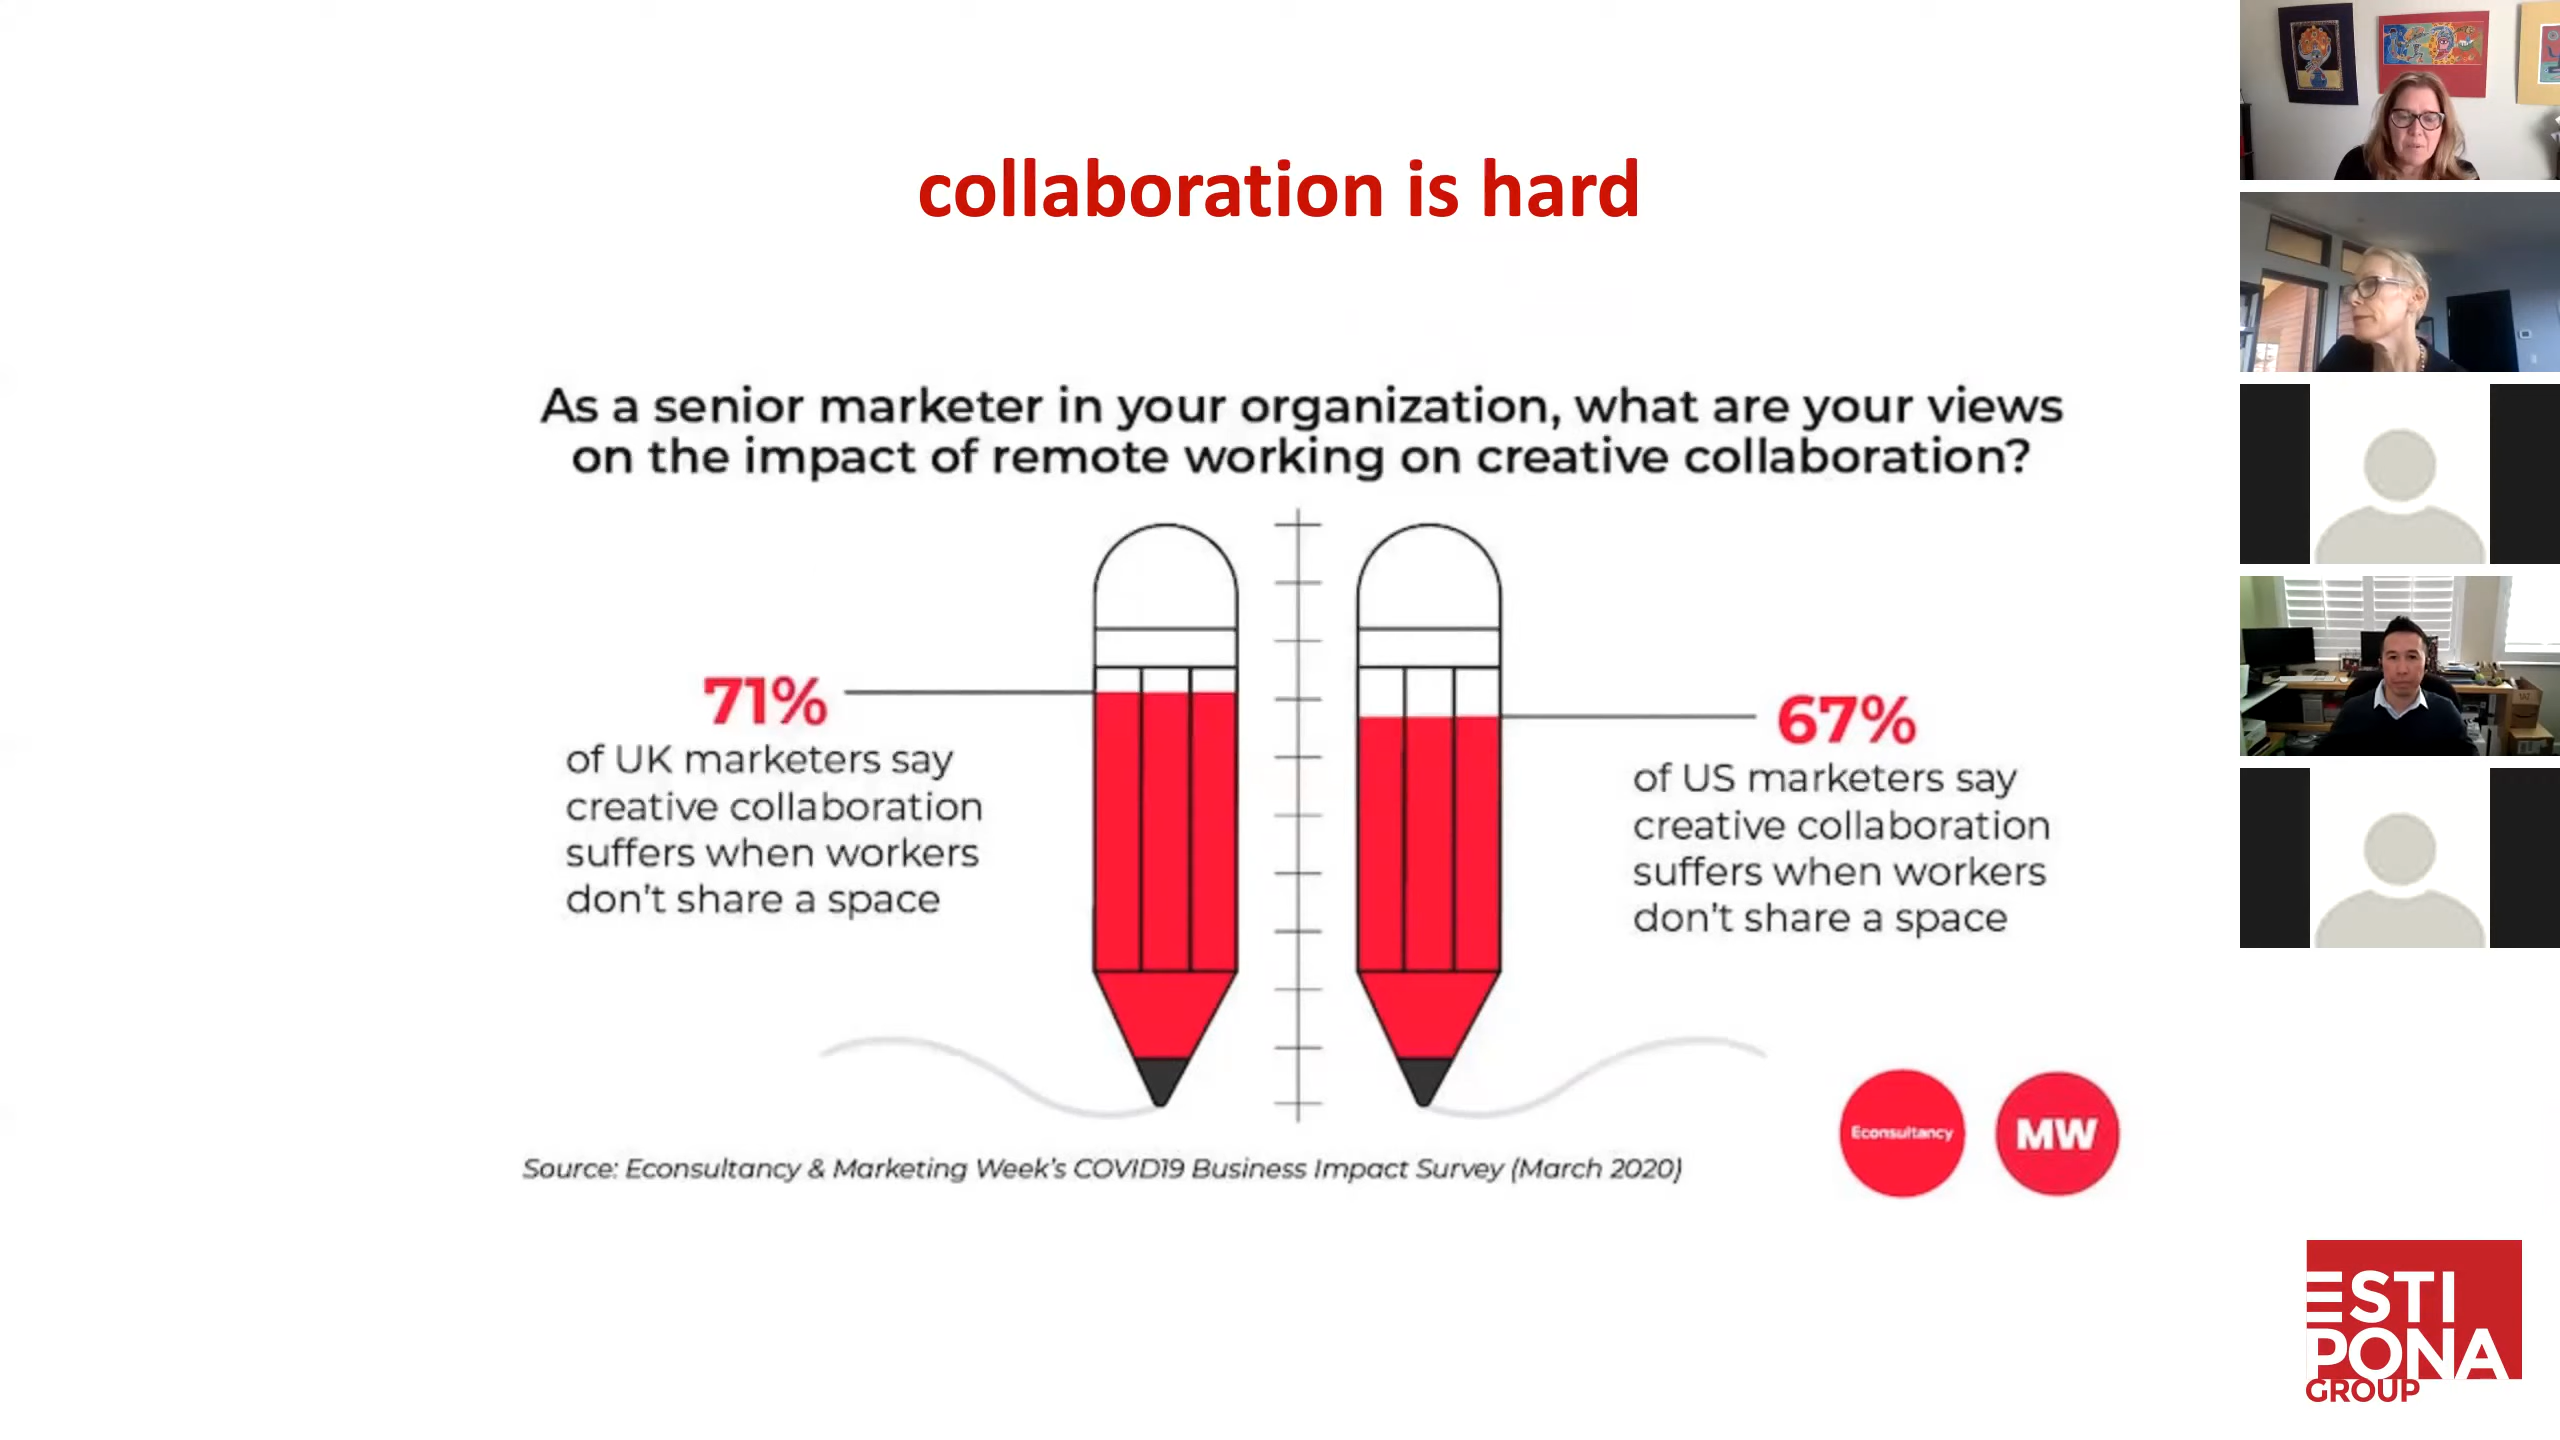 collaboration is hard
As a senior marketer in your organization, what are your views
on the impact of remote working on creative collaboration?
71%
of UK marketers say
creative collaboration
suffers when workers
don't share a space
67%
of US marketers say
creative collaboration
suffers when workers
don't share a space
Econsultancy
MW
Source: Econsultancy & Marketing Week's COVID19 Business Impact Survey (March 2020)
ESTI
PONA
GROUP